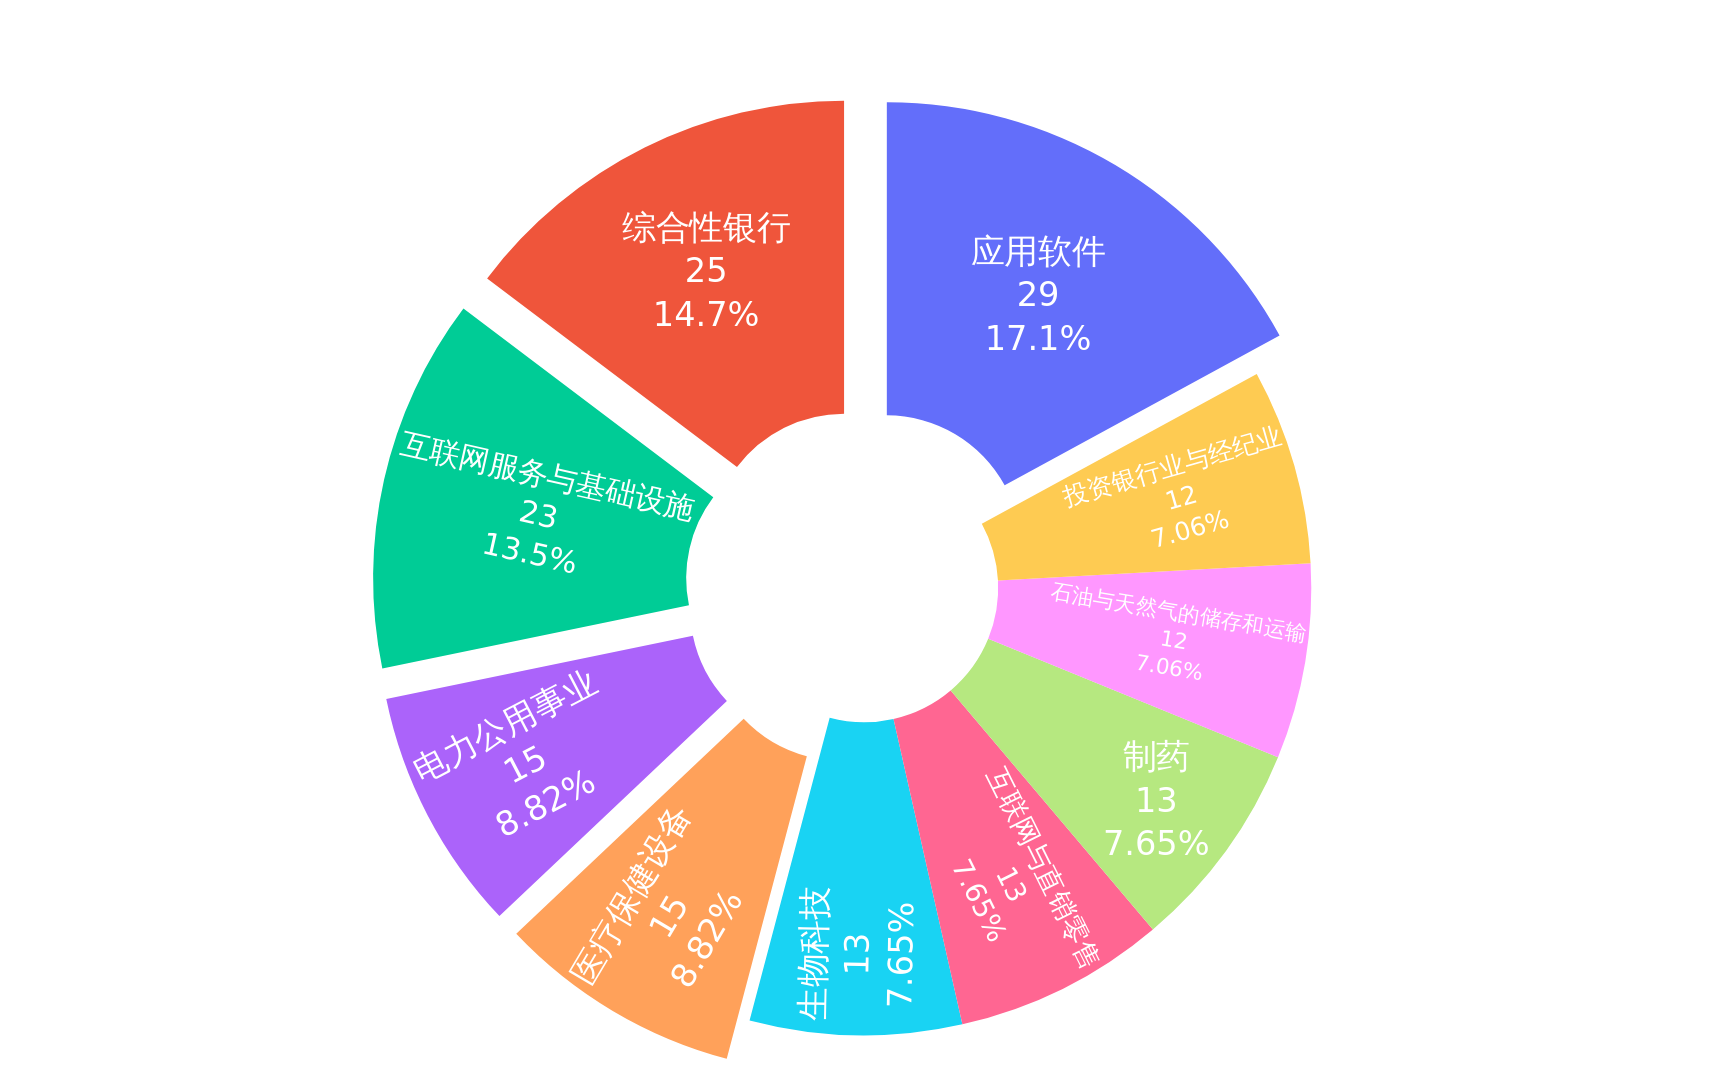 综合性银行
25
14.7%
应用软件
29
17.1%
互联网服务与基础设施
23
13.5%
投资银行业与经纪业
12
7.06%
石油与天然气的储存和运输
12
7.06%
电力公用事业
15
8.82%
制药
13
7.65%
医疗保健设备
15
8.82%
生物科技
13
7.65%
互联网与直销零售
13
7.65%